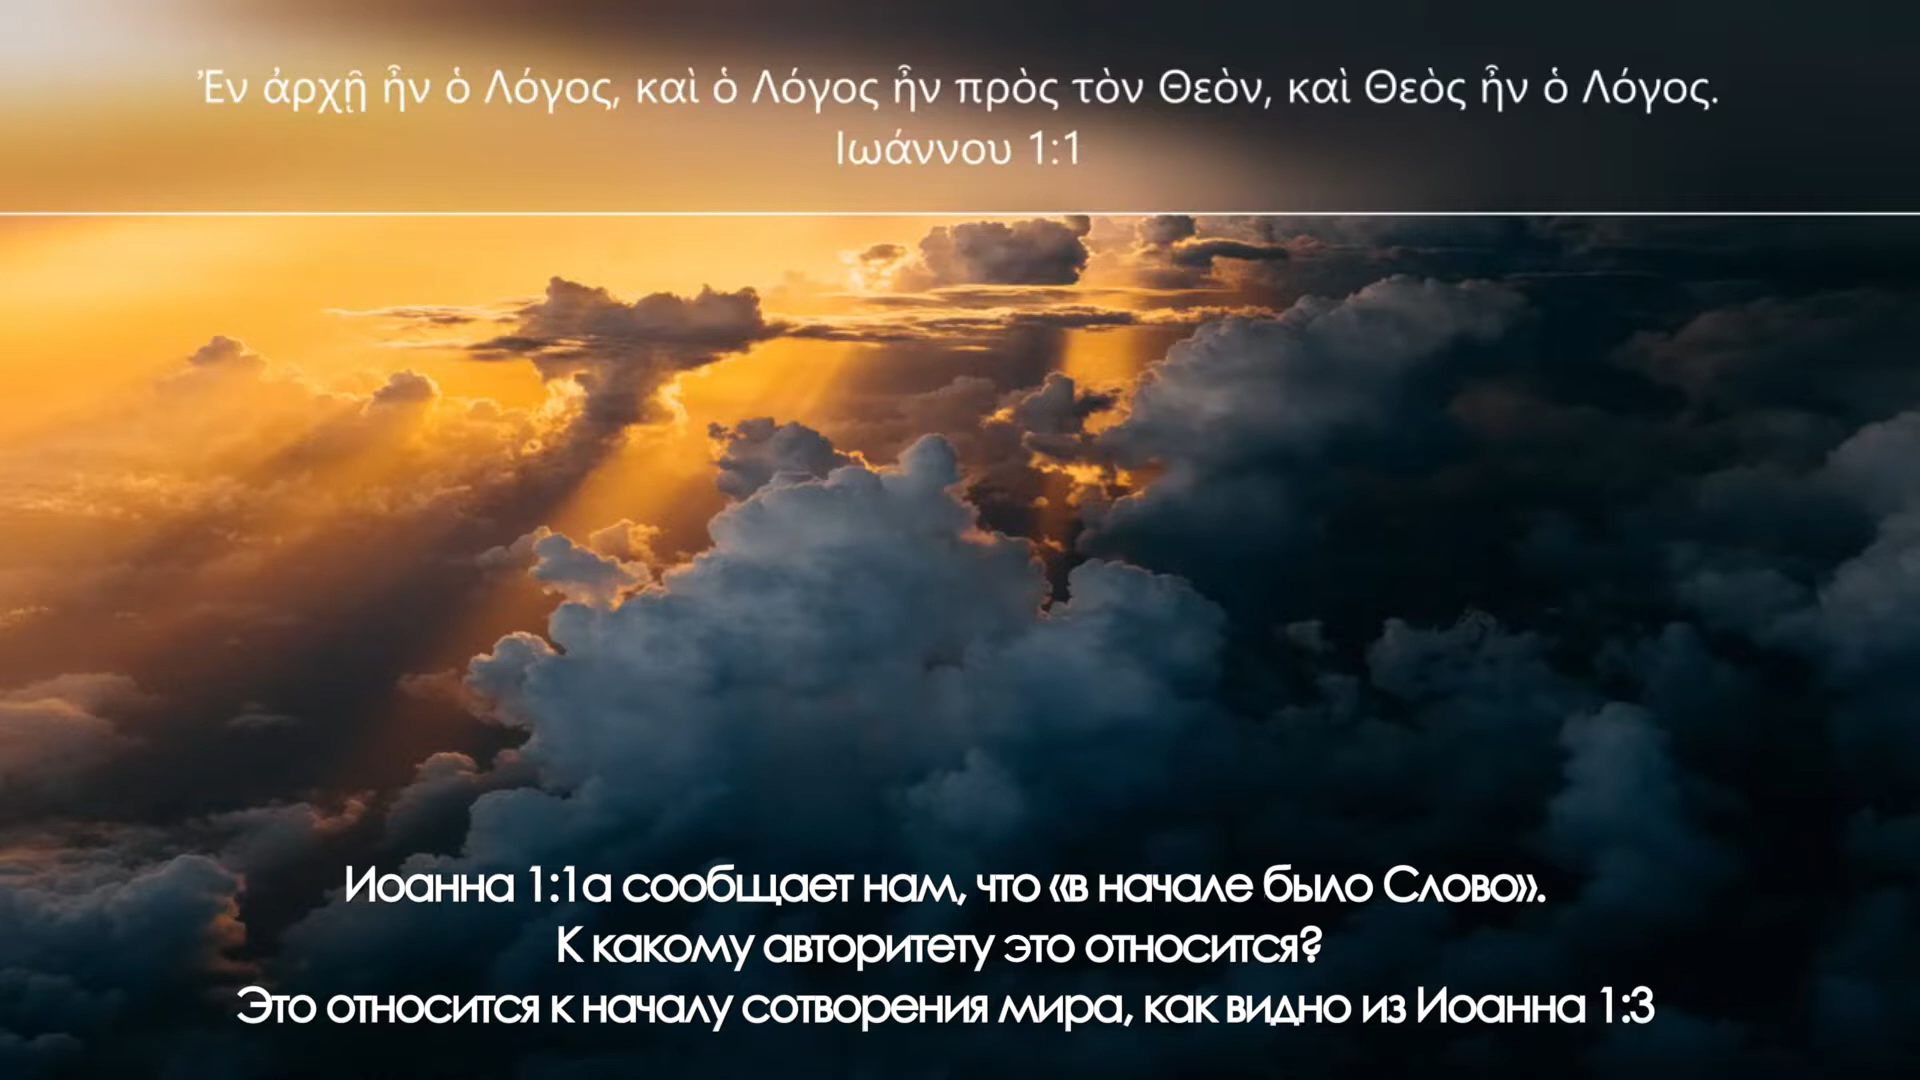 Ἐν ἀρχῇ ἦν ὁ Λόγος, καὶ ὁ Λόγος ἦν πρὸς τὸν Θεὸν, καὶ Θεὸς ἦν ὁ Λόγος.
Ιωάννου 1:1
Иоанна 1:1а сообщает нам, что «в начале было Слово».
К какому авторитету это относится?
Это относится к началу сотворения мира, как видно из Иоанна 1:3